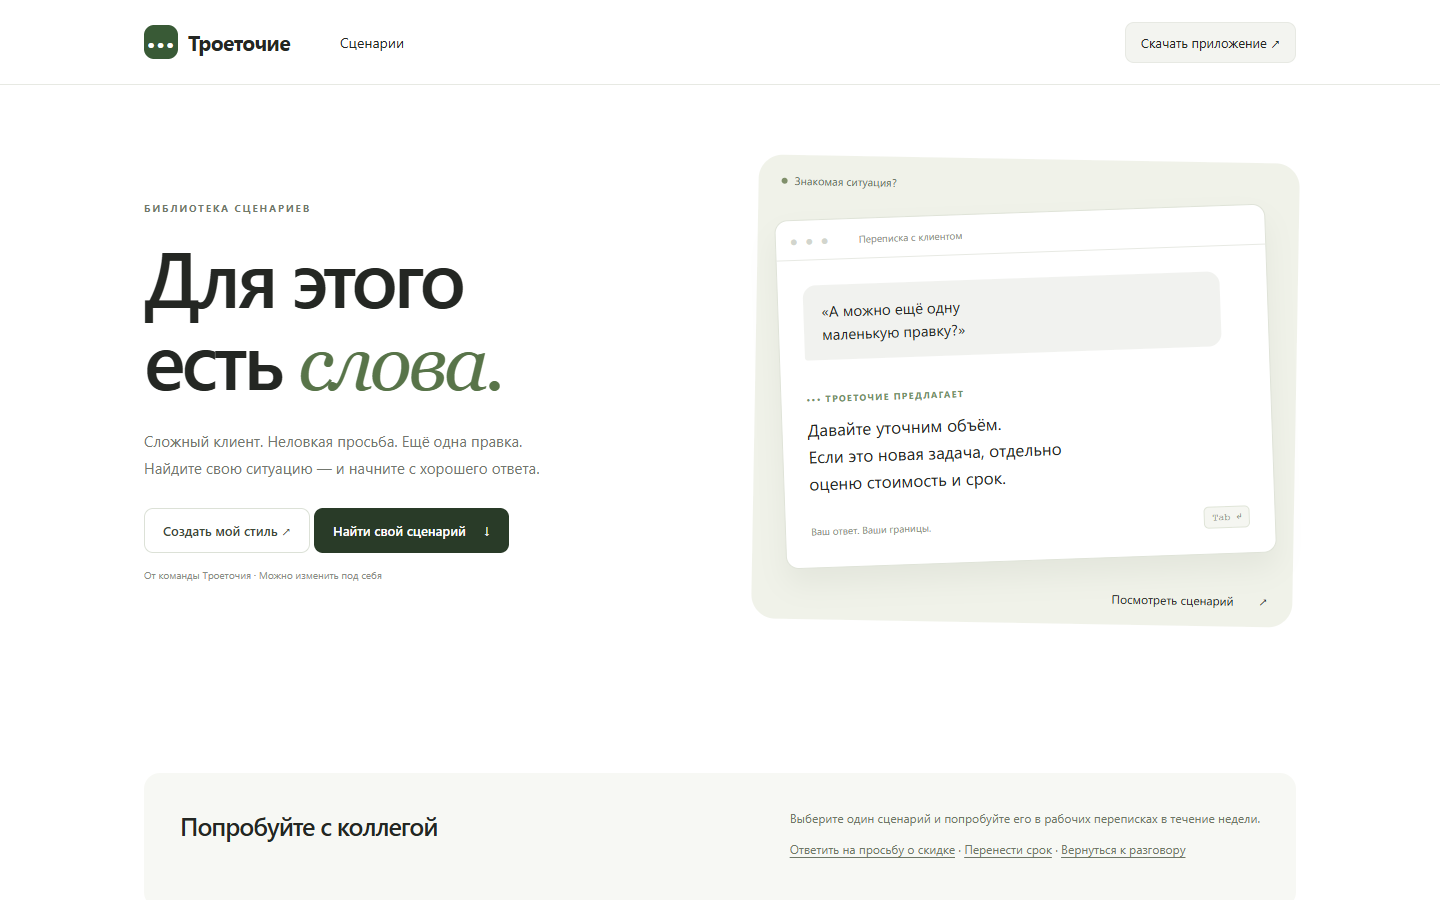 Троеточие
Сценарии
Скачать приложение ↗
БИБЛИОТЕКА СЦЕНАРИЕВ
Для этого
есть слова.
Сложный клиент. Неловкая просьба. Ещё одна правка.
Найдите свою ситуацию — и начните с хорошего ответа.
Создать мой стиль ↗
Найти свой сценарий ↓
От команды Троеточия · Можно изменить под себя
Знакомая ситуация?
Переписка с клиентом
«А можно ещё одну
маленькую правку?»
••• ТРОЕТОЧИЕ ПРЕДЛАГАЕТ
Давайте уточним объём.
Если это новая задача, отдельно
оценю стоимость и срок.
Ваш ответ. Ваши границы.
Tab ↵
Посмотреть сценарий ↗
Попробуйте с коллегой
Выберите один сценарий и попробуйте его в рабочих переписках в течение недели.
Ответить на просьбу о скидке · Перенести срок · Вернуться к разговору